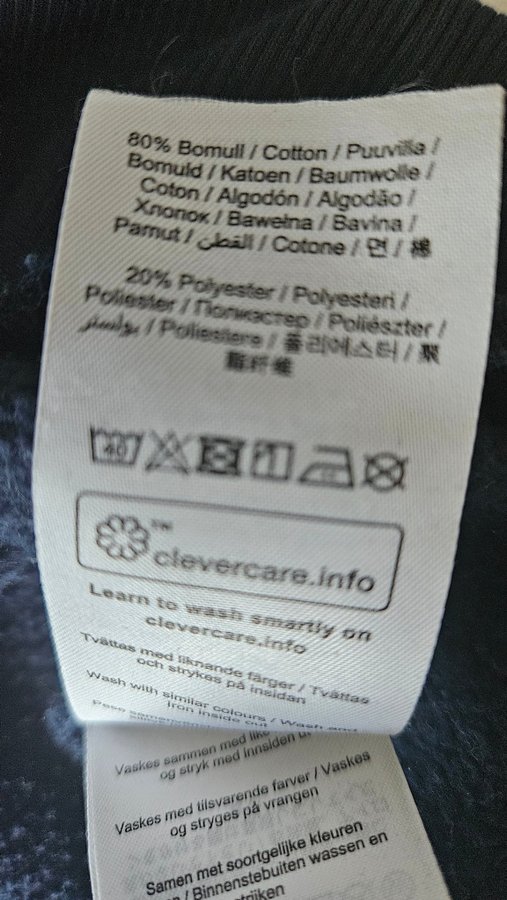 80% Bomull / Cotton / Puuvilla /
Bomuld / Katoen / Baumwolle /
Coton / Algodón / Algodão /
Хлопок / Bawełna / Bavlna /
Pamut / القطن / Cotone / 면 / 棉
20% Polyester / Polyesteri /
Poliester / Полиэстер / Poliészter /
بوليستر / Poliestere / 폴리에스터 / 聚
酯纤维
40
clevercare.info
TM
Learn to wash smartly on
clevercare.info
Tvättas med liknande färger / Tvättas
och strykes på insidan
Wash with similar colours / Wash and
iron inside out
Vaskes sammen med
og stryk med innsiden
Vaskes med tilsvarende farver / Vaskes
og stryges på vrangen
Samen met soortgelijke kleuren
/ Binnenstebuiten wassen en